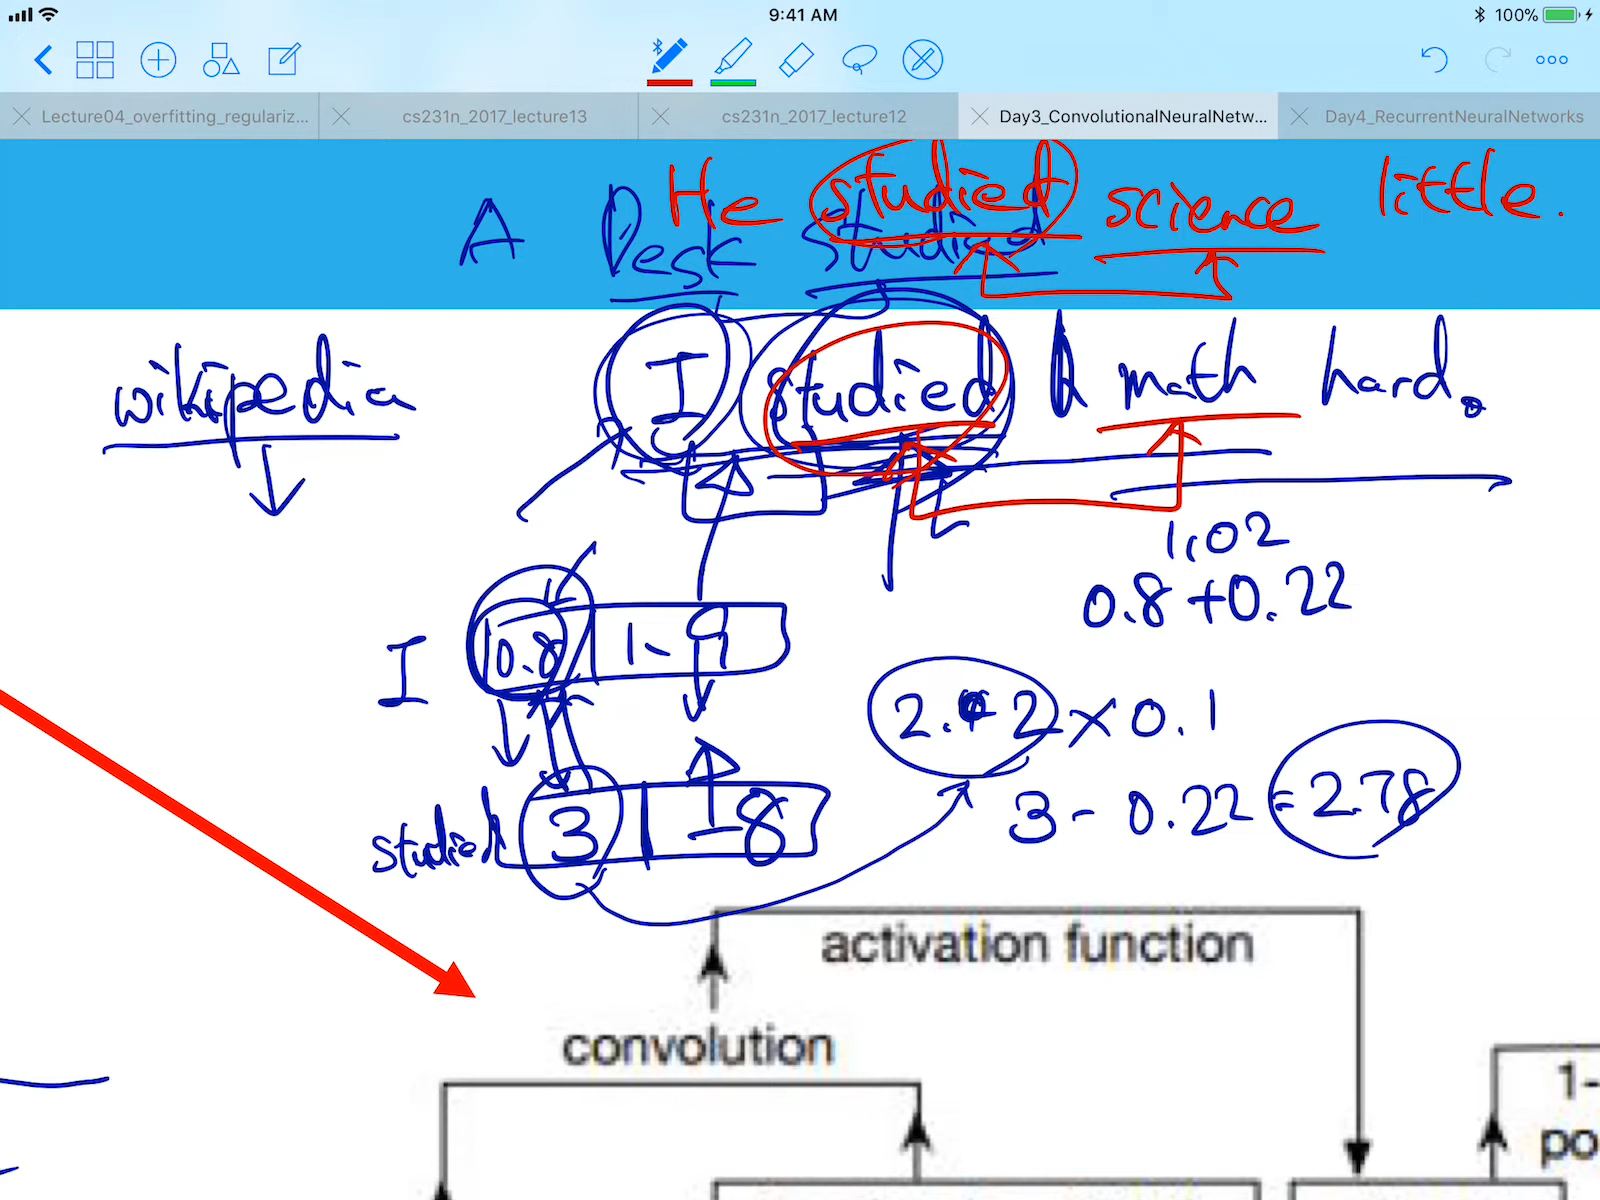 9:41 AM
100%
Lecture04_overfitting_regulariz...
cs231n_2017_lecture13
cs231n_2017_lecture12
Day3_ConvolutionalNeuralNetw...
Day4_RecurrentNeuralNetworks
He studied science little.
A Desk studied
wikipedia
I studied math hard.
1.02
0.8+0.22
I 0.8 1.9
2.2 × 0.1
studied 3 -8
3 - 0.22 = 2.78
activation function
convolution
1-
po